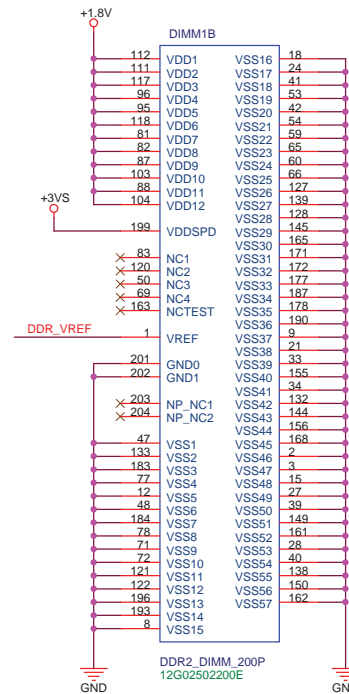 +1.8V
DIMM1B
112 VDD1 VSS16 18
111 VDD2 VSS17 24
117 VDD3 VSS18 41
96 VDD4 VSS19 53
95 VDD5 VSS20 42
118 VDD6 VSS21 54
81 VDD7 VSS22 59
82 VDD8 VSS23 65
87 VDD9 VSS24 60
103 VDD10 VSS25 66
88 VDD11 VSS26 127
104 VDD12 VSS27 139
+3VS
VSS28 128
199 VDDSPD VSS29 145
VSS30 165
83 NC1 VSS31 171
120 NC2 VSS32 172
50 NC3 VSS33 177
69 NC4 VSS34 187
163 NCTEST VSS35 178
VSS36 190
DDR_VREF 1 VREF VSS37 9
VSS38 21
201 GND0 VSS39 33
202 GND1 VSS40 155
VSS41 34
203 NP_NC1 VSS42 132
204 NP_NC2 VSS43 144
VSS44 156
47 VSS1 VSS45 168
133 VSS2 VSS46 2
183 VSS3 VSS47 3
77 VSS4 VSS48 15
12 VSS5 VSS49 27
48 VSS6 VSS50 39
184 VSS7 VSS51 149
78 VSS8 VSS52 161
71 VSS9 VSS53 28
72 VSS10 VSS54 40
121 VSS11 VSS55 138
122 VSS12 VSS56 150
196 VSS13 VSS57 162
193 VSS14
8 VSS15
DDR2_DIMM_200P
12G02502200E
GND GND